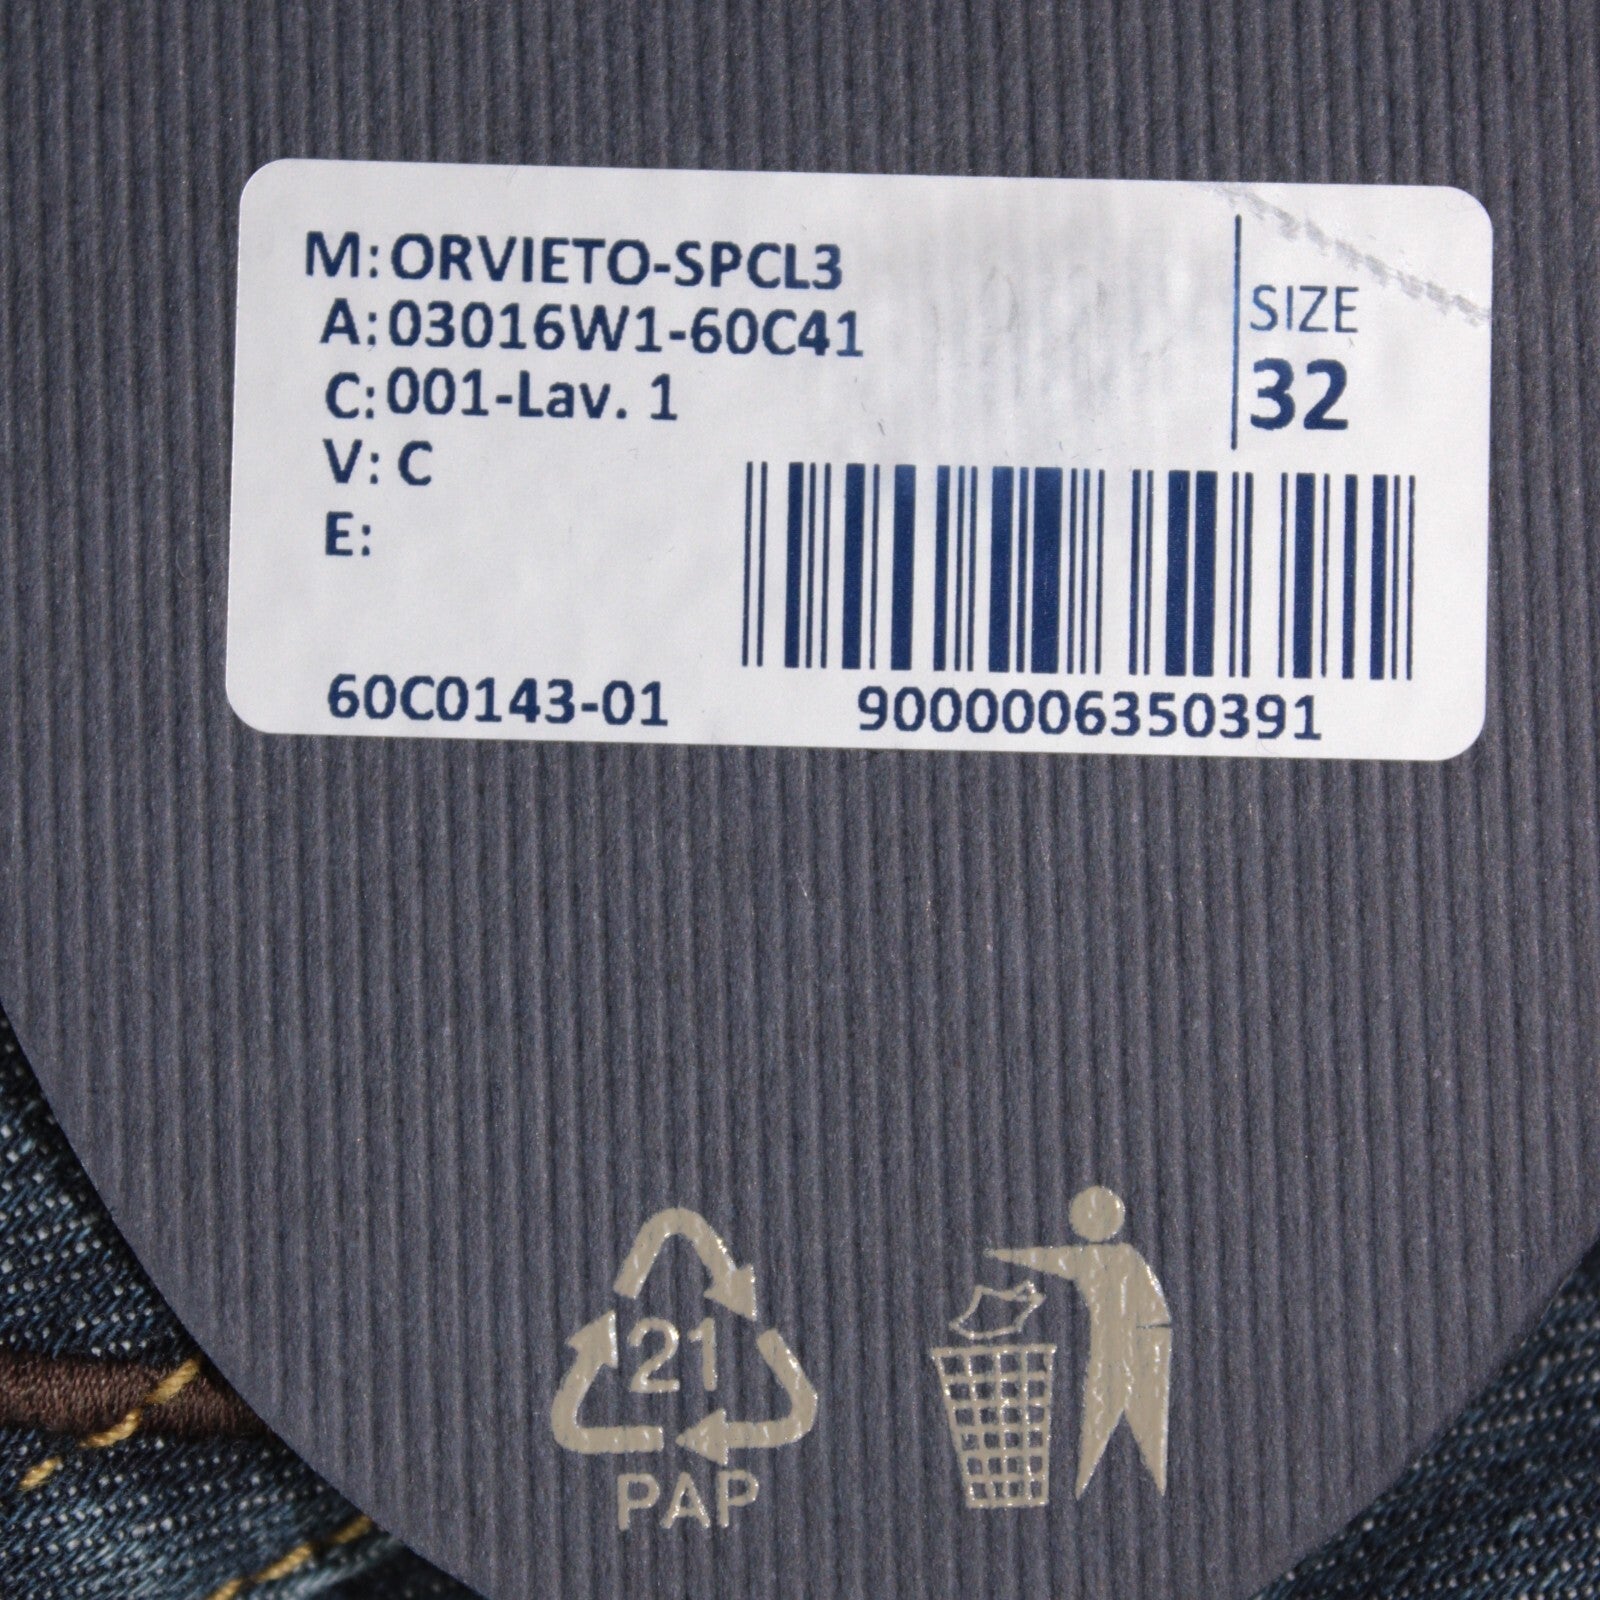 M: ORVIETO-SPCL3
A: 03016W1-60C41
C: 001-Lav. 1
V: C
E:
SIZE
32
60C0143-01
9000006350391
21
PAP